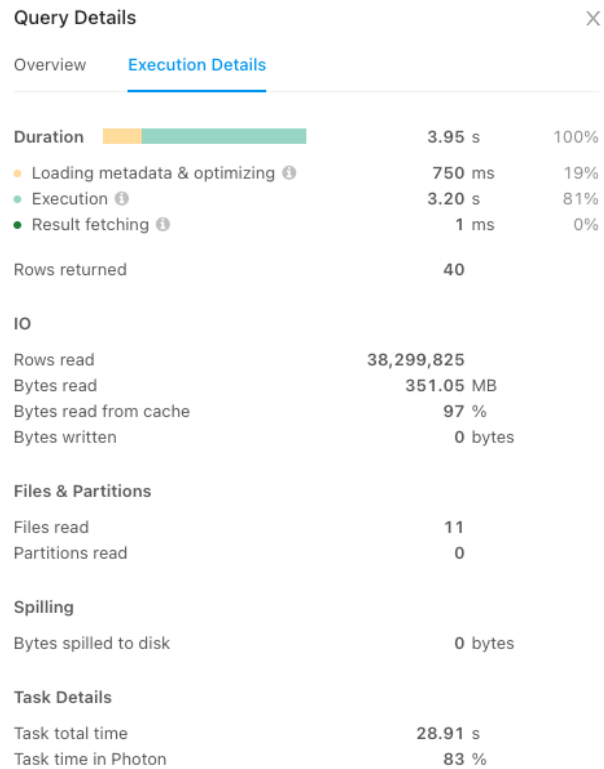 Query Details
Overview Execution Details
Duration 3.95 s 100%
Loading metadata & optimizing 750 ms 19%
Execution 3.20 s 81%
Result fetching 1 ms 0%
Rows returned 40
IO
Rows read 38,299,825
Bytes read 351.05 MB
Bytes read from cache 97 %
Bytes written 0 bytes
Files & Partitions
Files read 11
Partitions read 0
Spilling
Bytes spilled to disk 0 bytes
Task Details
Task total time 28.91 s
Task time in Photon 83 %